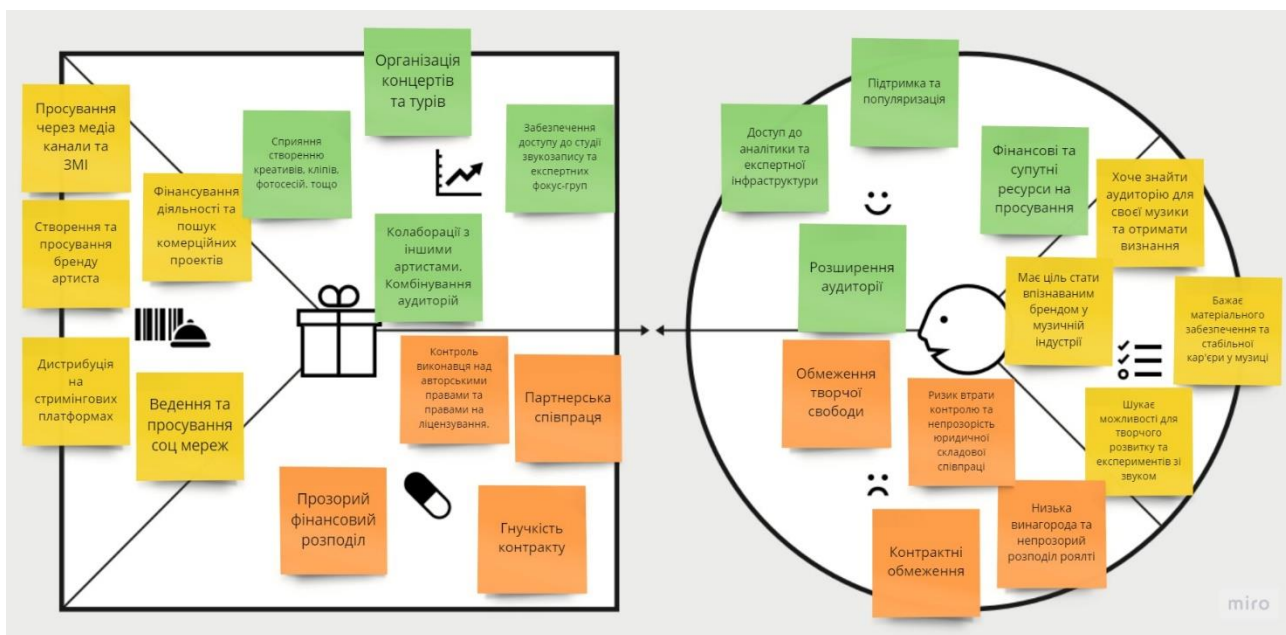 Організація
концертів
та турів
Просування
через медіа
канали та
ЗМІ
Сприяння
створенню
креативів, кліпів,
фотосесій, тощо
Забезпечення
доступу до студії
звукозапису та
експертних
фокус-груп
Фінансування
діяльності та
пошук
комерційних
проектів
Створення та
просування
бренду
артиста
Колаборації з
іншими
артистами.
Комбінування
аудиторій
Дистрибуція
на
стримінгових
платформах
Ведення та
просування
соц мереж
Контроль
виконавця над
авторськими
правами та
правами на
ліцензування.
Партнерська
співпраця
Прозорий
фінансовий
розподіл
Гнучкість
контракту
Підтримка та
популяризація
Доступ до
аналітики та
експертної
інфраструктури
Фінансові та
супутні
ресурси на
просування
Хоче знайти
аудиторію для
своєї музики
та отримати
визнання
Розширення
аудиторії
Має ціль стати
впізнаваним
брендом у
музичній
індустрії
Бажає
матеріального
забезпечення та
стабільної
кар'єри у музиці
Обмеження
творчої
свободи
Ризик втрати
контролю та
непрозорість
юридичної
складової
співпраці
Шукає
можливості для
творчого
розвитку та
експериментів зі
звуком
Контрактні
обмеження
Низька
винагорода та
непрозорий
розподіл роялті
miro